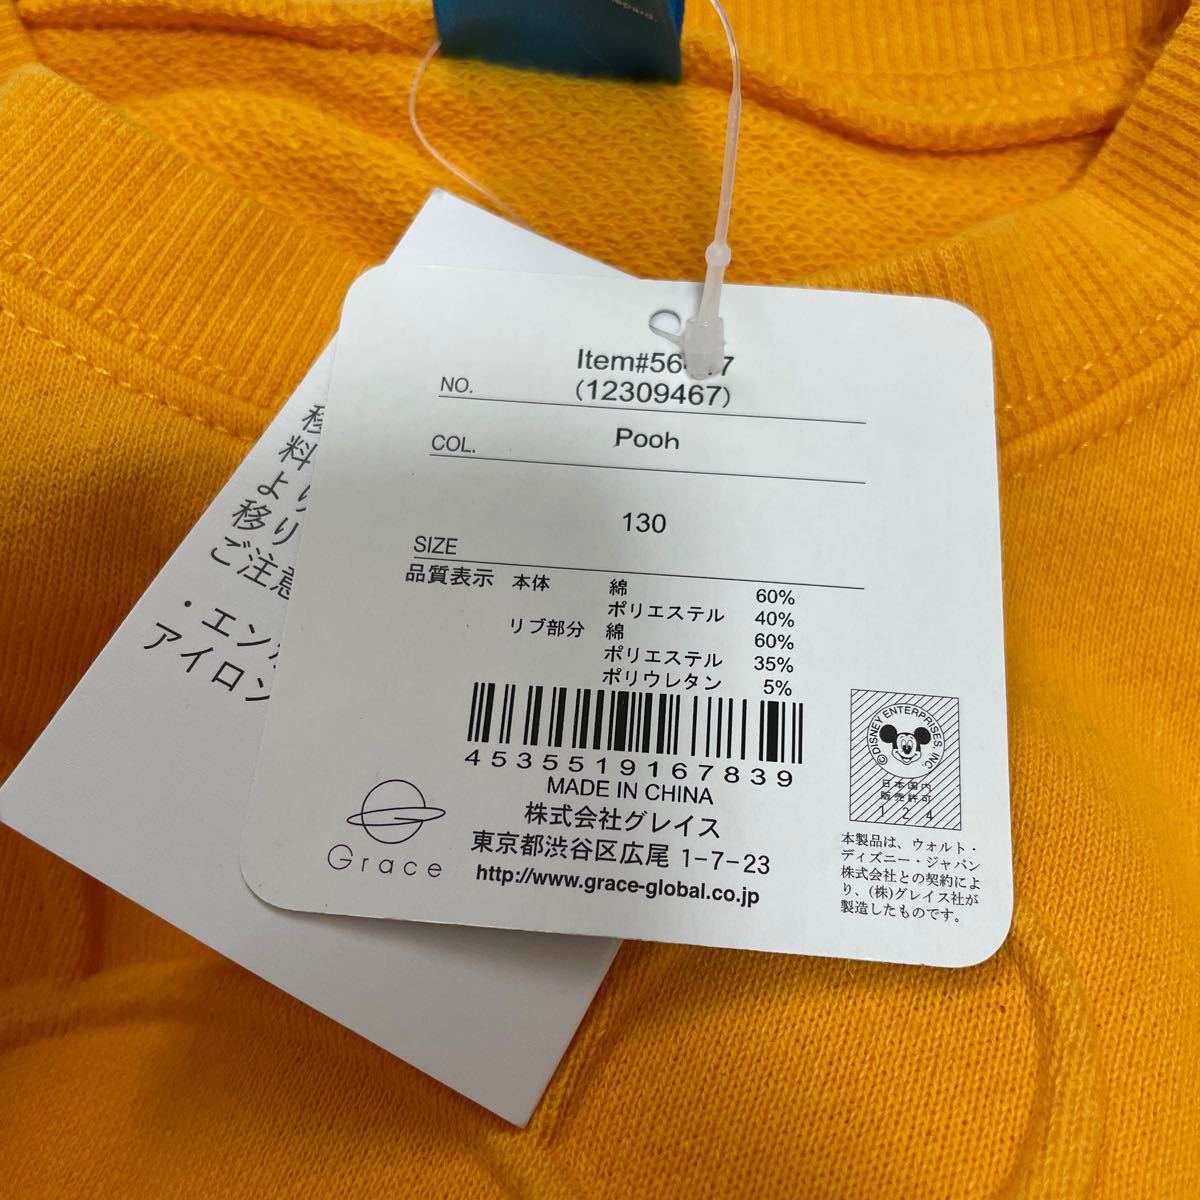 (12309467)
NO.
COL. Pooh
130
SIZE
品質表示 本体 綿 60%
ポリエステル 40%
リブ部分 綿 60%
ポリエステル 35%
ポリウレタン 5%
4535519167839
MADE IN CHINA
株式会社グレイス
東京都渋谷区広尾 1-7-23
http://www.grace-global.co.jp
Grace
©DISNEY ENTERPRISES, INC.
日本国内
販売許可
124
本製品は、ウォルト・
ディズニー・ジャパン
株式会社との契約によ
り、(株)グレイス社が
製造したものです。
料
より
移り
ご注意
・エン
アイロン